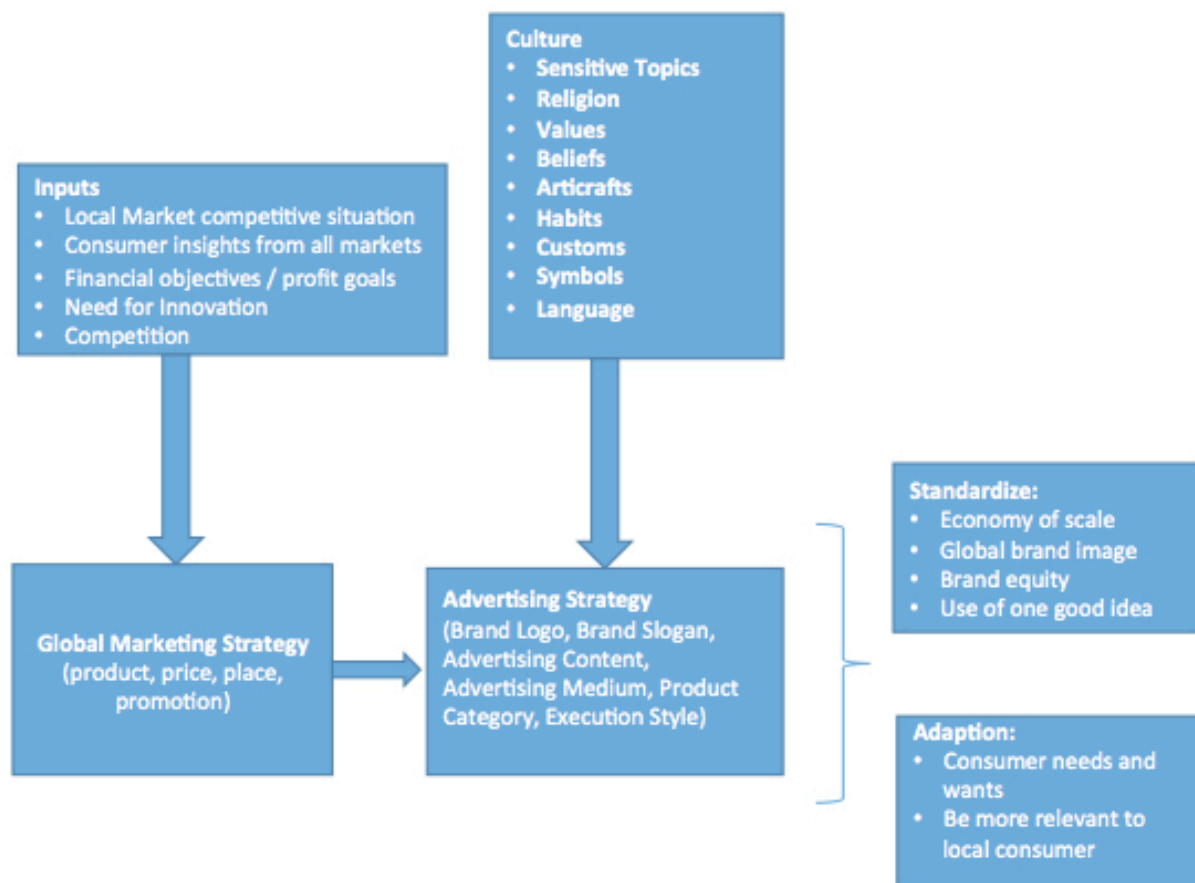 Culture
• Sensitive Topics
• Religion
• Values
• Beliefs
• Articrafts
• Habits
• Customs
• Symbols
• Language
Inputs
• Local Market competitive situation
• Consumer insights from all markets
• Financial objectives / profit goals
• Need for Innovation
• Competition
Global Marketing Strategy
(product, price, place,
promotion)
Advertising Strategy
(Brand Logo, Brand Slogan,
Advertising Content,
Advertising Medium, Product
Category, Execution Style)
Standardize:
• Economy of scale
• Global brand image
• Brand equity
• Use of one good idea
Adaption:
• Consumer needs and
wants
• Be more relevant to
local consumer